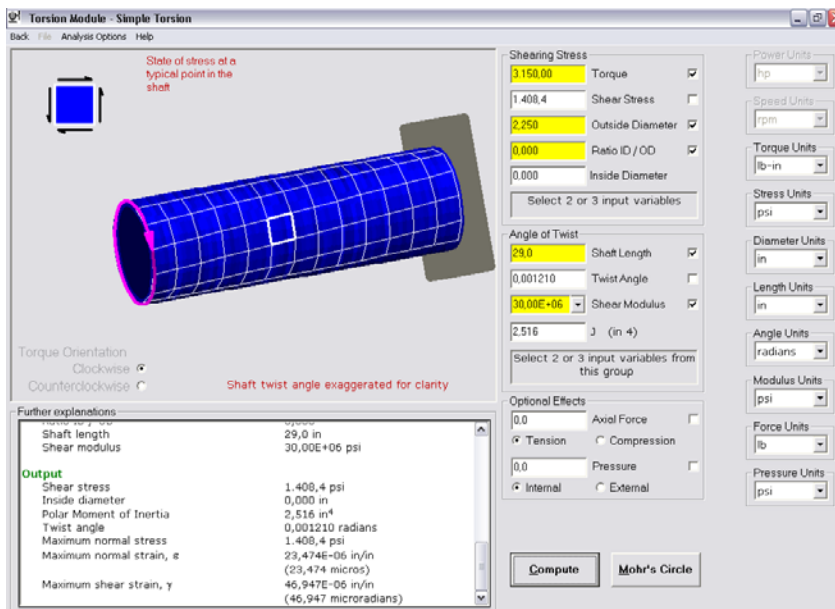 Torsion Module - Simple Torsion
Back File Analysis Options Help
State of stress at a
typical point in the
shaft
Torque Orientation
Clockwise
Counterclockwise
Shaft twist angle exaggerated for clarity
Further explanations
Shaft length 29,0 in
Shear modulus 30,00E+06 psi
Output
Shear stress 1.408,4 psi
Inside diameter 0,000 in
Polar Moment of Inertia 2,516 in⁴
Twist angle 0,001210 radians
Maximum normal stress 1.408,4 psi
Maximum normal strain, ε 23,474E-06 in/in
(23,474 micros)
Maximum shear strain, γ 46,947E-06 in/in
(46,947 microradians)
Shearing Stress
3.150,00 Torque
1.408,4 Shear Stress
2,250 Outside Diameter
0,000 Ratio ID / OD
0,000 Inside Diameter
Select 2 or 3 input variables
Angle of Twist
29,0 Shaft Length
0,001210 Twist Angle
30,00E+06 Shear Modulus
2,516 J (in 4)
Select 2 or 3 input variables from
this group
Optional Effects
0,0 Axial Force
Tension Compression
0,0 Pressure
Internal External
Compute Mohr's Circle
Power Units
hp
Speed Units
rpm
Torque Units
lb-in
Stress Units
psi
Diameter Units
in
Length Units
in
Angle Units
radians
Modulus Units
psi
Force Units
lb
Pressure Units
psi